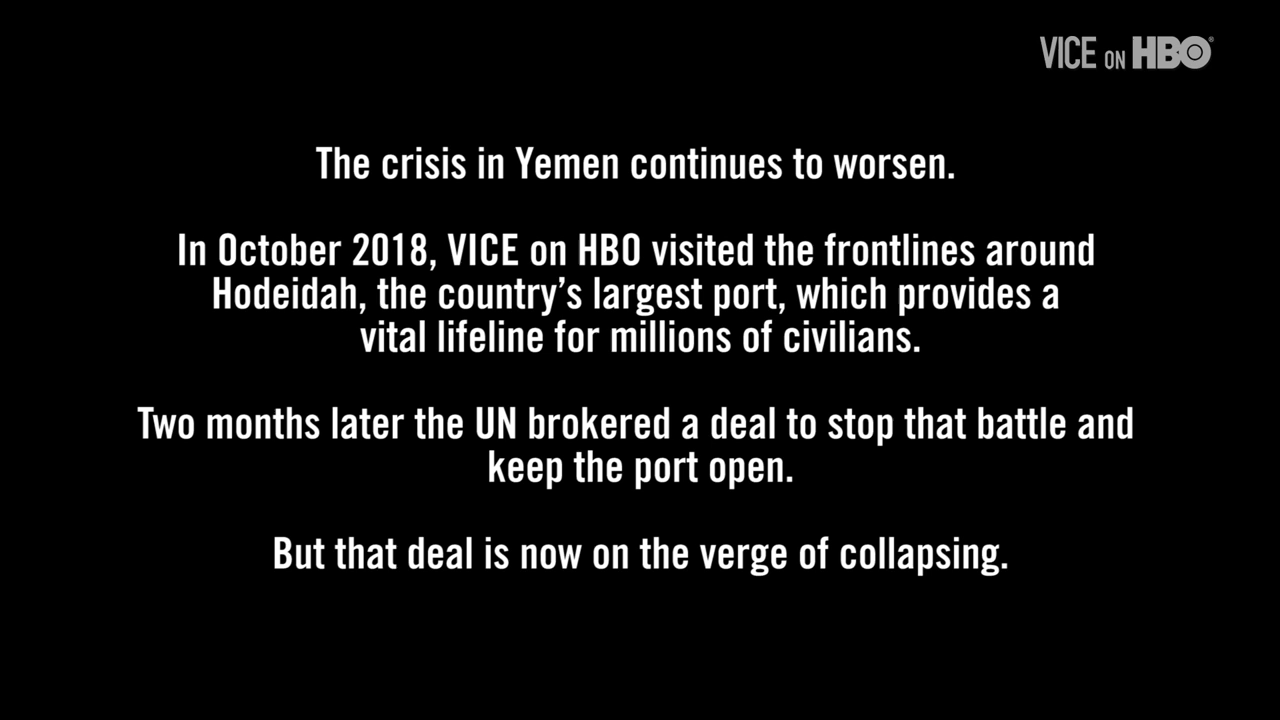 VICE ON HBO®
The crisis in Yemen continues to worsen.
In October 2018, VICE on HBO visited the frontlines around
Hodeidah, the country’s largest port, which provides a
vital lifeline for millions of civilians.
Two months later the UN brokered a deal to stop that battle and
keep the port open.
But that deal is now on the verge of collapsing.